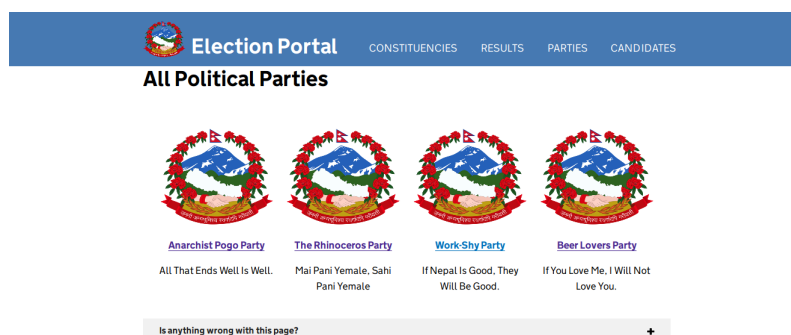 Election Portal
CONSTITUENCIES RESULTS PARTIES CANDIDATES
All Political Parties
Anarchist Pogo Party
All That Ends Well Is Well.
The Rhinoceros Party
Mai Pani Yemale, Sahi
Pani Yemale
Work-Shy Party
If Nepal Is Good, They
Will Be Good.
Beer Lovers Party
If You Love Me, I Will Not
Love You.
Is anything wrong with this page?
+